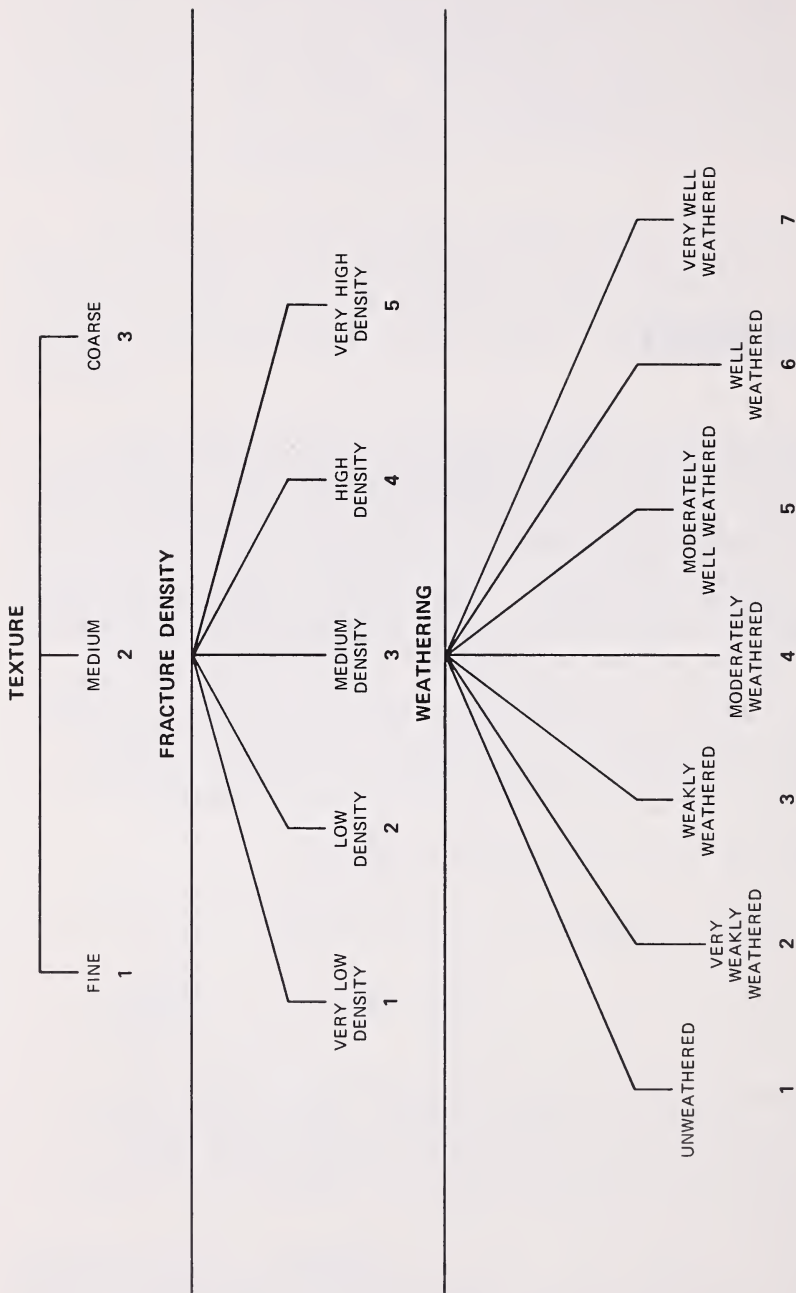 TEXTURE
FINE
MEDIUM
COARSE
1
2
3
FRACTURE DENSITY
VERY LOW
DENSITY
LOW
DENSITY
MEDIUM
DENSITY
HIGH
DENSITY
VERY HIGH
DENSITY
1
2
3
4
5
WEATHERING
UNWEATHERED
VERY
WEAKLY
WEATHERED
WEAKLY
WEATHERED
MODERATELY
WEATHERED
MODERATELY
WELL WEATHERED
WELL
WEATHERED
VERY WELL
WEATHERED
1
2
3
4
5
6
7